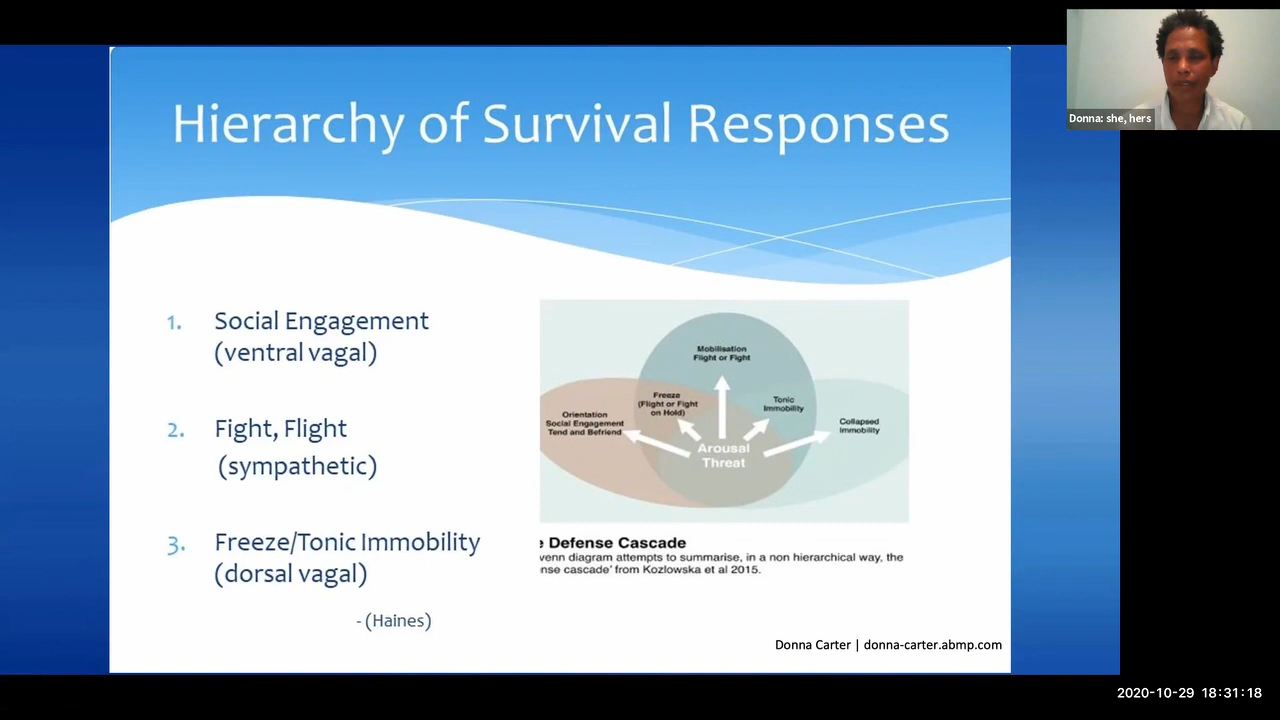 Hierarchy of Survival Responses
Donna: she, hers
1. Social Engagement
(ventral vagal)
2. Fight, Flight
(sympathetic)
3. Freeze/Tonic Immobility
(dorsal vagal)
- (Haines)
Mobilisation
Flight or Fight
Freeze
(Flight or Fight
on Hold)
Tonic
Immobility
Orientation
Social Engagement
Tend and Befriend
Collapsed
Immobility
Arousal
Threat
e Defense Cascade
venn diagram attempts to summarise, in a non hierarchical way, the
nse cascade' from Kozlowska et al 2015.
Donna Carter | donna-carter.abmp.com
2020-10-29 18:31:18